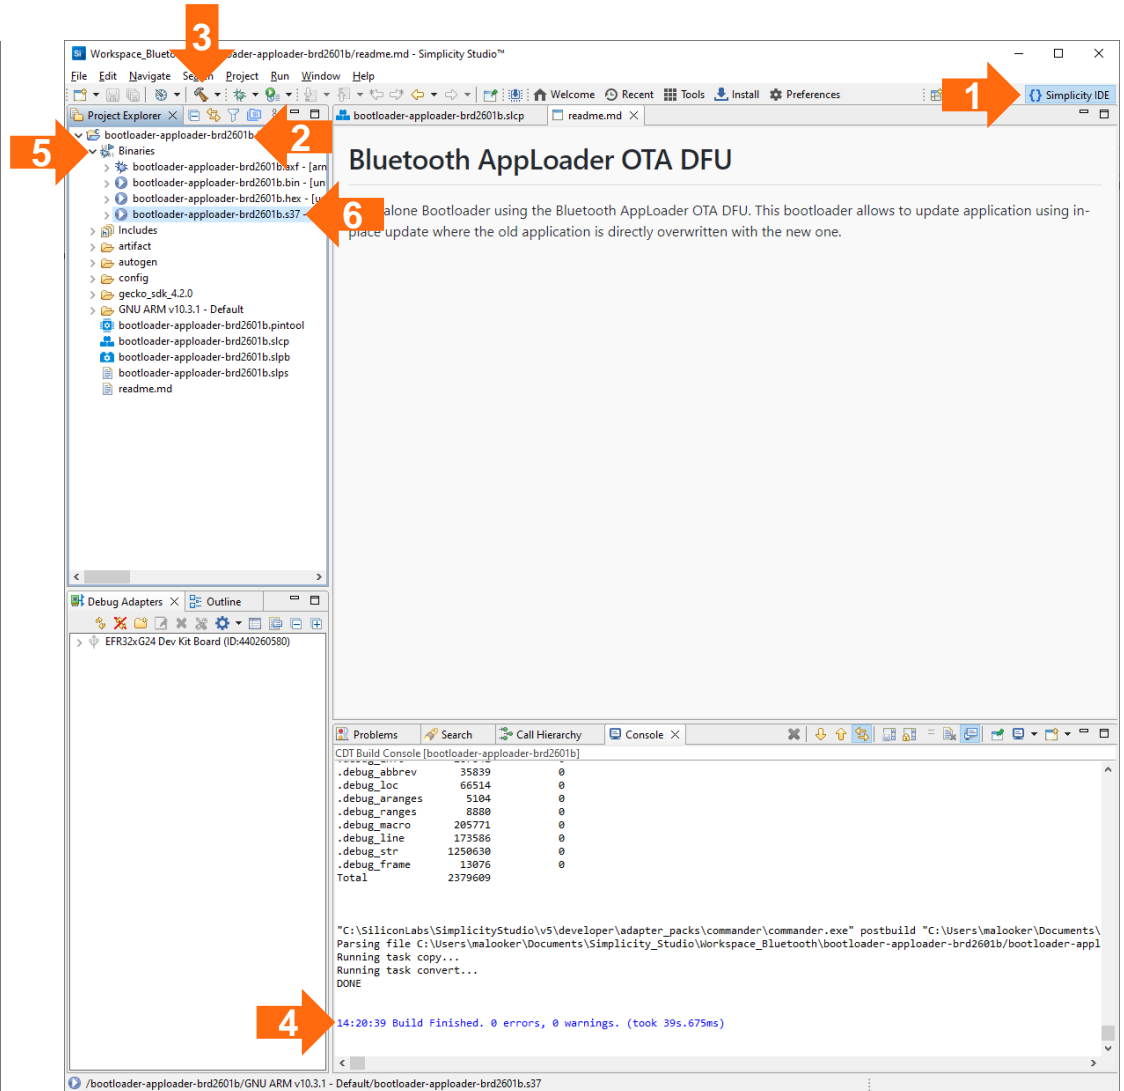 3
Workspace_Bluet ader-apploader-brd2601b/readme.md - Simplicity Studio™
File Edit Navigate Project Run Window Help
Welcome Recent Tools Install Preferences
1
Simplicity IDE
Project Explorer
bootloader-apploader-brd2601b
2
5
Binaries
bootloader-apploader-brd2601b.axf - [arm
bootloader-apploader-brd2601b.bin - [un
bootloader-apploader-brd2601b.hex - [u
bootloader-apploader-brd2601b.s37 -
6
Includes
artifact
autogen
config
gecko_sdk_4.2.0
GNU ARM v10.3.1 - Default
bootloader-apploader-brd2601b.pintool
bootloader-apploader-brd2601b.slcp
bootloader-apploader-brd2601b.slpb
bootloader-apploader-brd2601b.slps
readme.md
bootloader-apploader-brd2601b.slcp readme.md
Bluetooth AppLoader OTA DFU
alone Bootloader using the Bluetooth AppLoader OTA DFU. This bootloader allows to update application using in-
place update where the old application is directly overwritten with the new one.
Debug Adapters Outline
EFR32xG24 Dev Kit Board (ID:440260580)
Problems Search Call Hierarchy Console
CDT Build Console [bootloader-apploader-brd2601b]
.debug_abbrev 35839 0
.debug_loc 66514 0
.debug_aranges 5104 0
.debug_ranges 8880 0
.debug_macro 205771 0
.debug_line 173586 0
.debug_str 1250630 0
.debug_frame 13076 0
Total 2379609
"C:\SiliconLabs\SimplicityStudio\v5\developer\adapter_packs\commander\commander.exe" postbuild "C:\Users\malooker\Documents\
Parsing file C:\Users\malooker\Documents\Simplicity_Studio\Workspace_Bluetooth\bootloader-apploader-brd2601b/bootloader-appl
Running task copy...
Running task convert...
DONE
4
14:20:39 Build Finished. 0 errors, 0 warnings. (took 39s.675ms)
/bootloader-apploader-brd2601b/GNU ARM v10.3.1 - Default/bootloader-apploader-brd2601b.s37